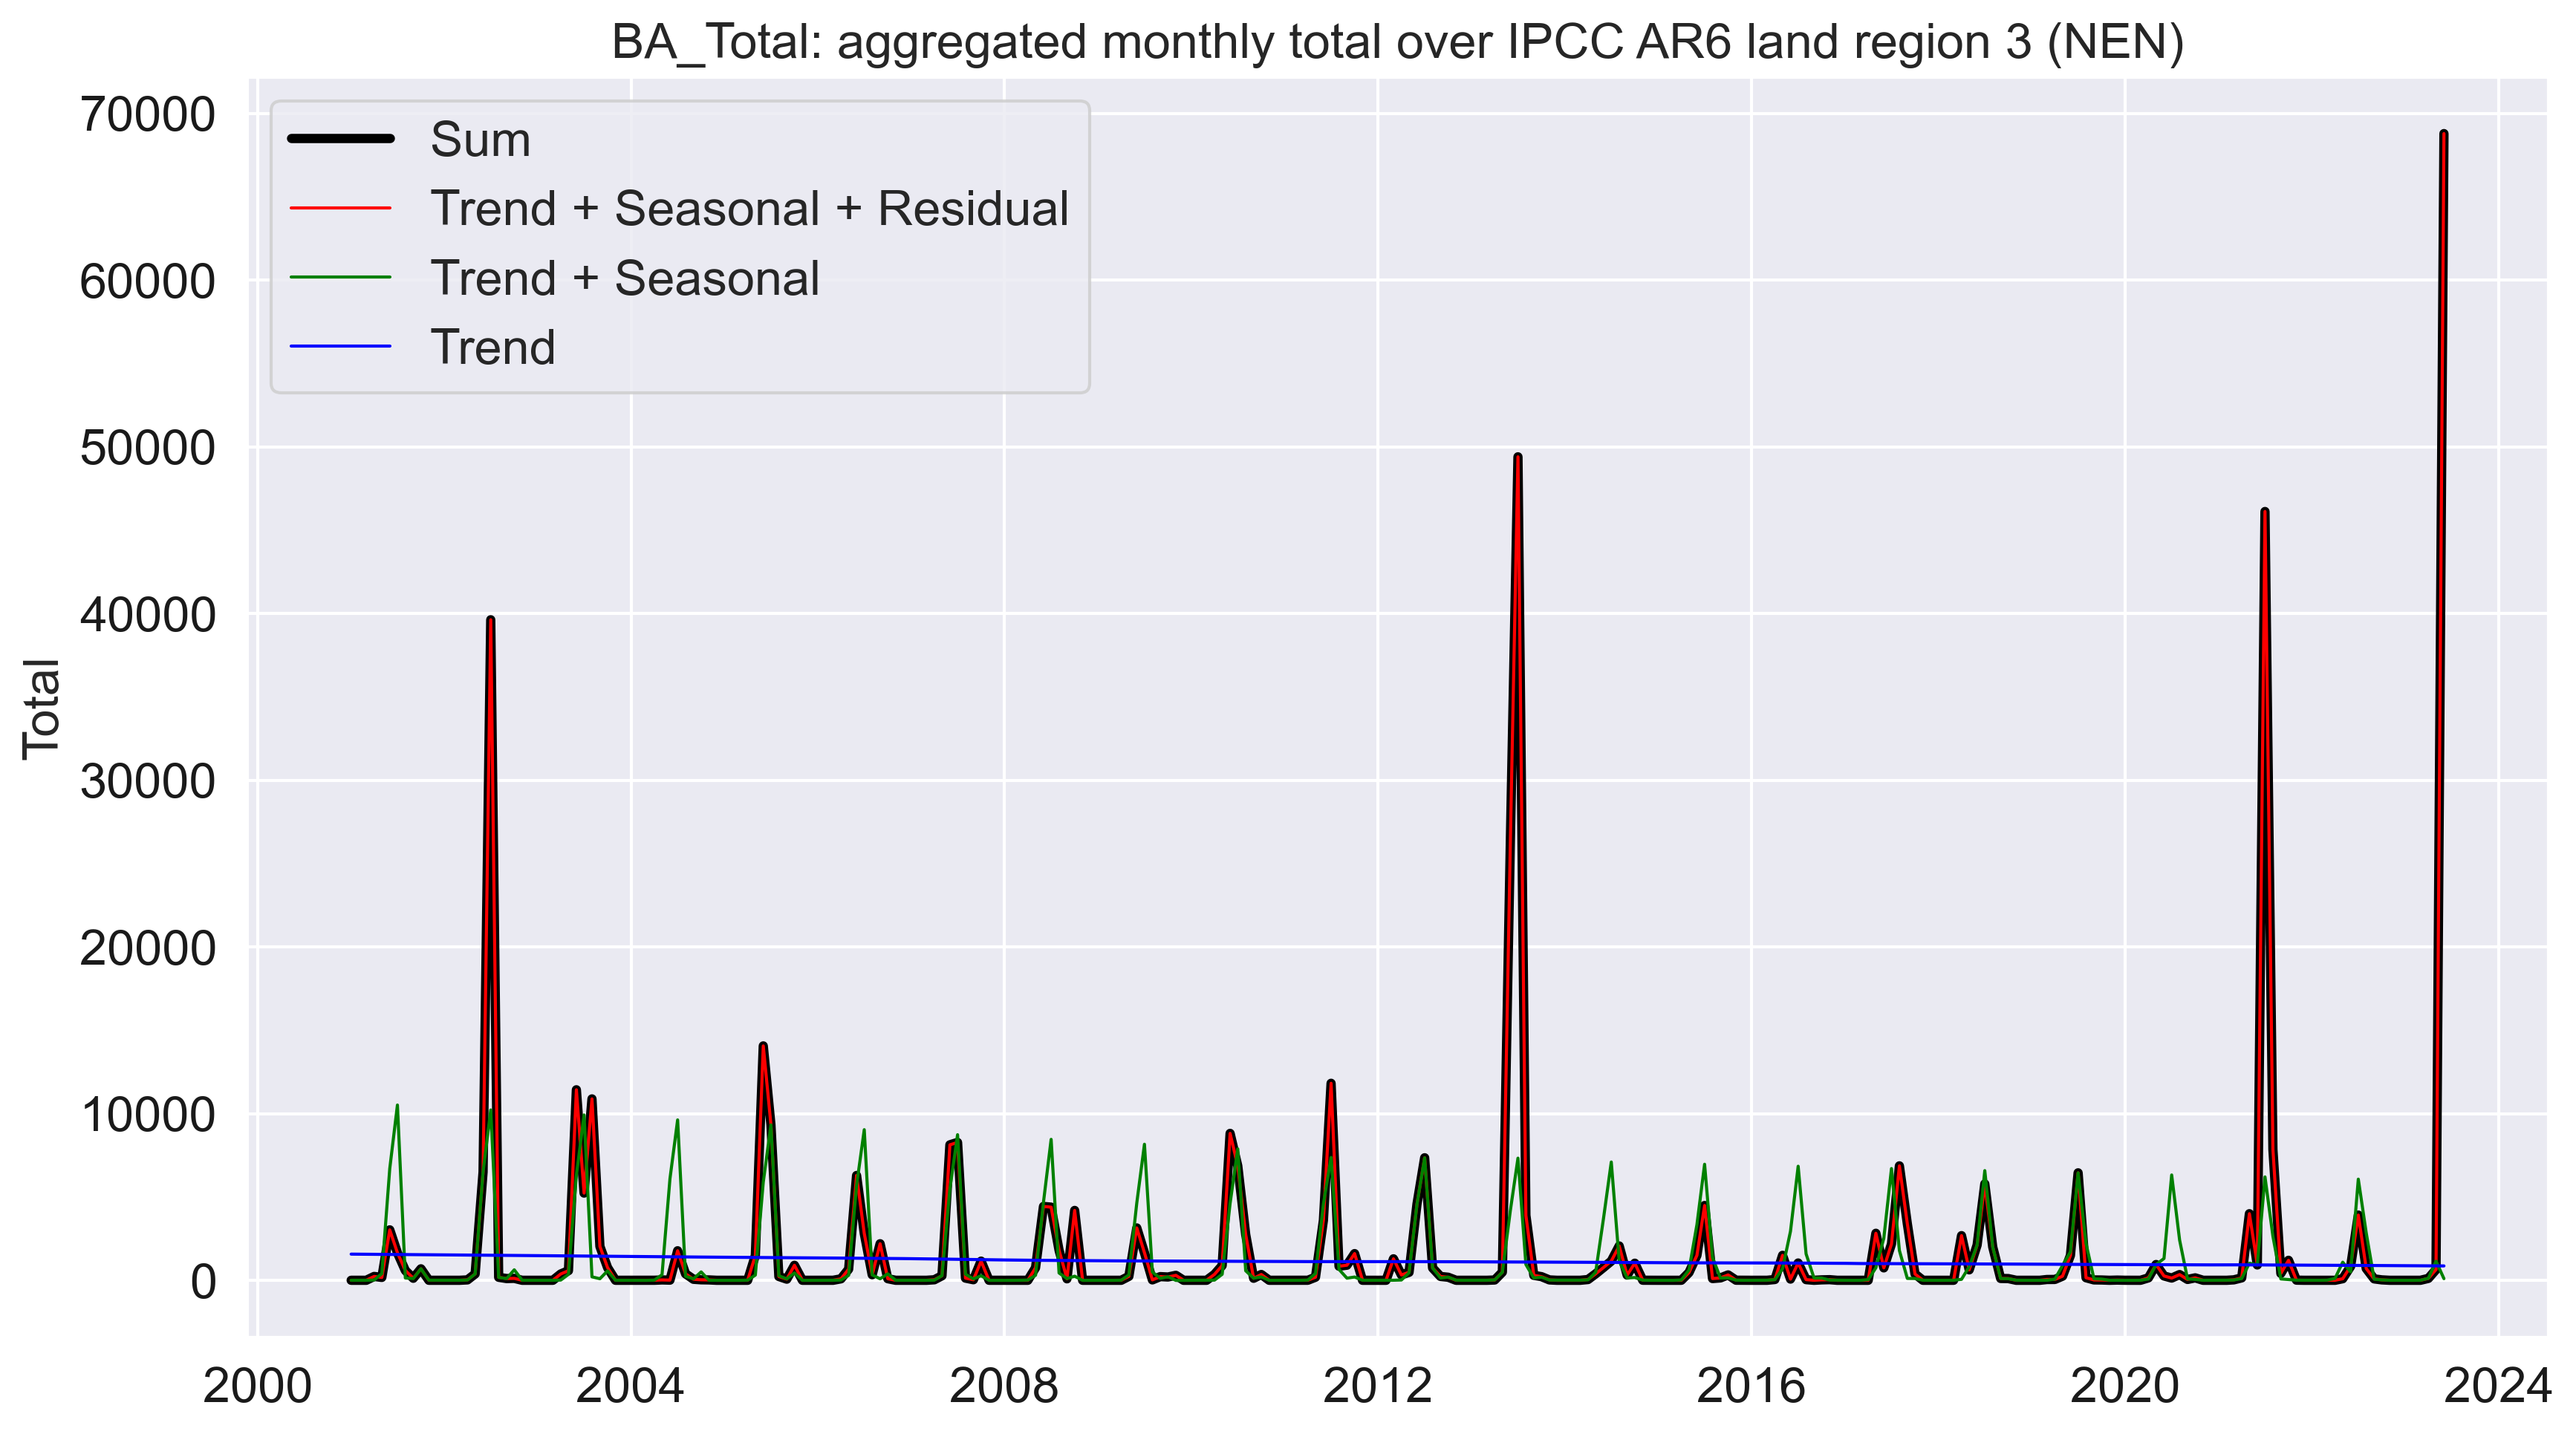 BA_Total: aggregated monthly total over IPCC AR6 land region 3 (NEN)
70000
60000
50000
40000
30000
20000
10000
0
Total
Sum
Trend + Seasonal + Residual
Trend + Seasonal
Trend
2000 2004 2008 2012 2016 2020 2024